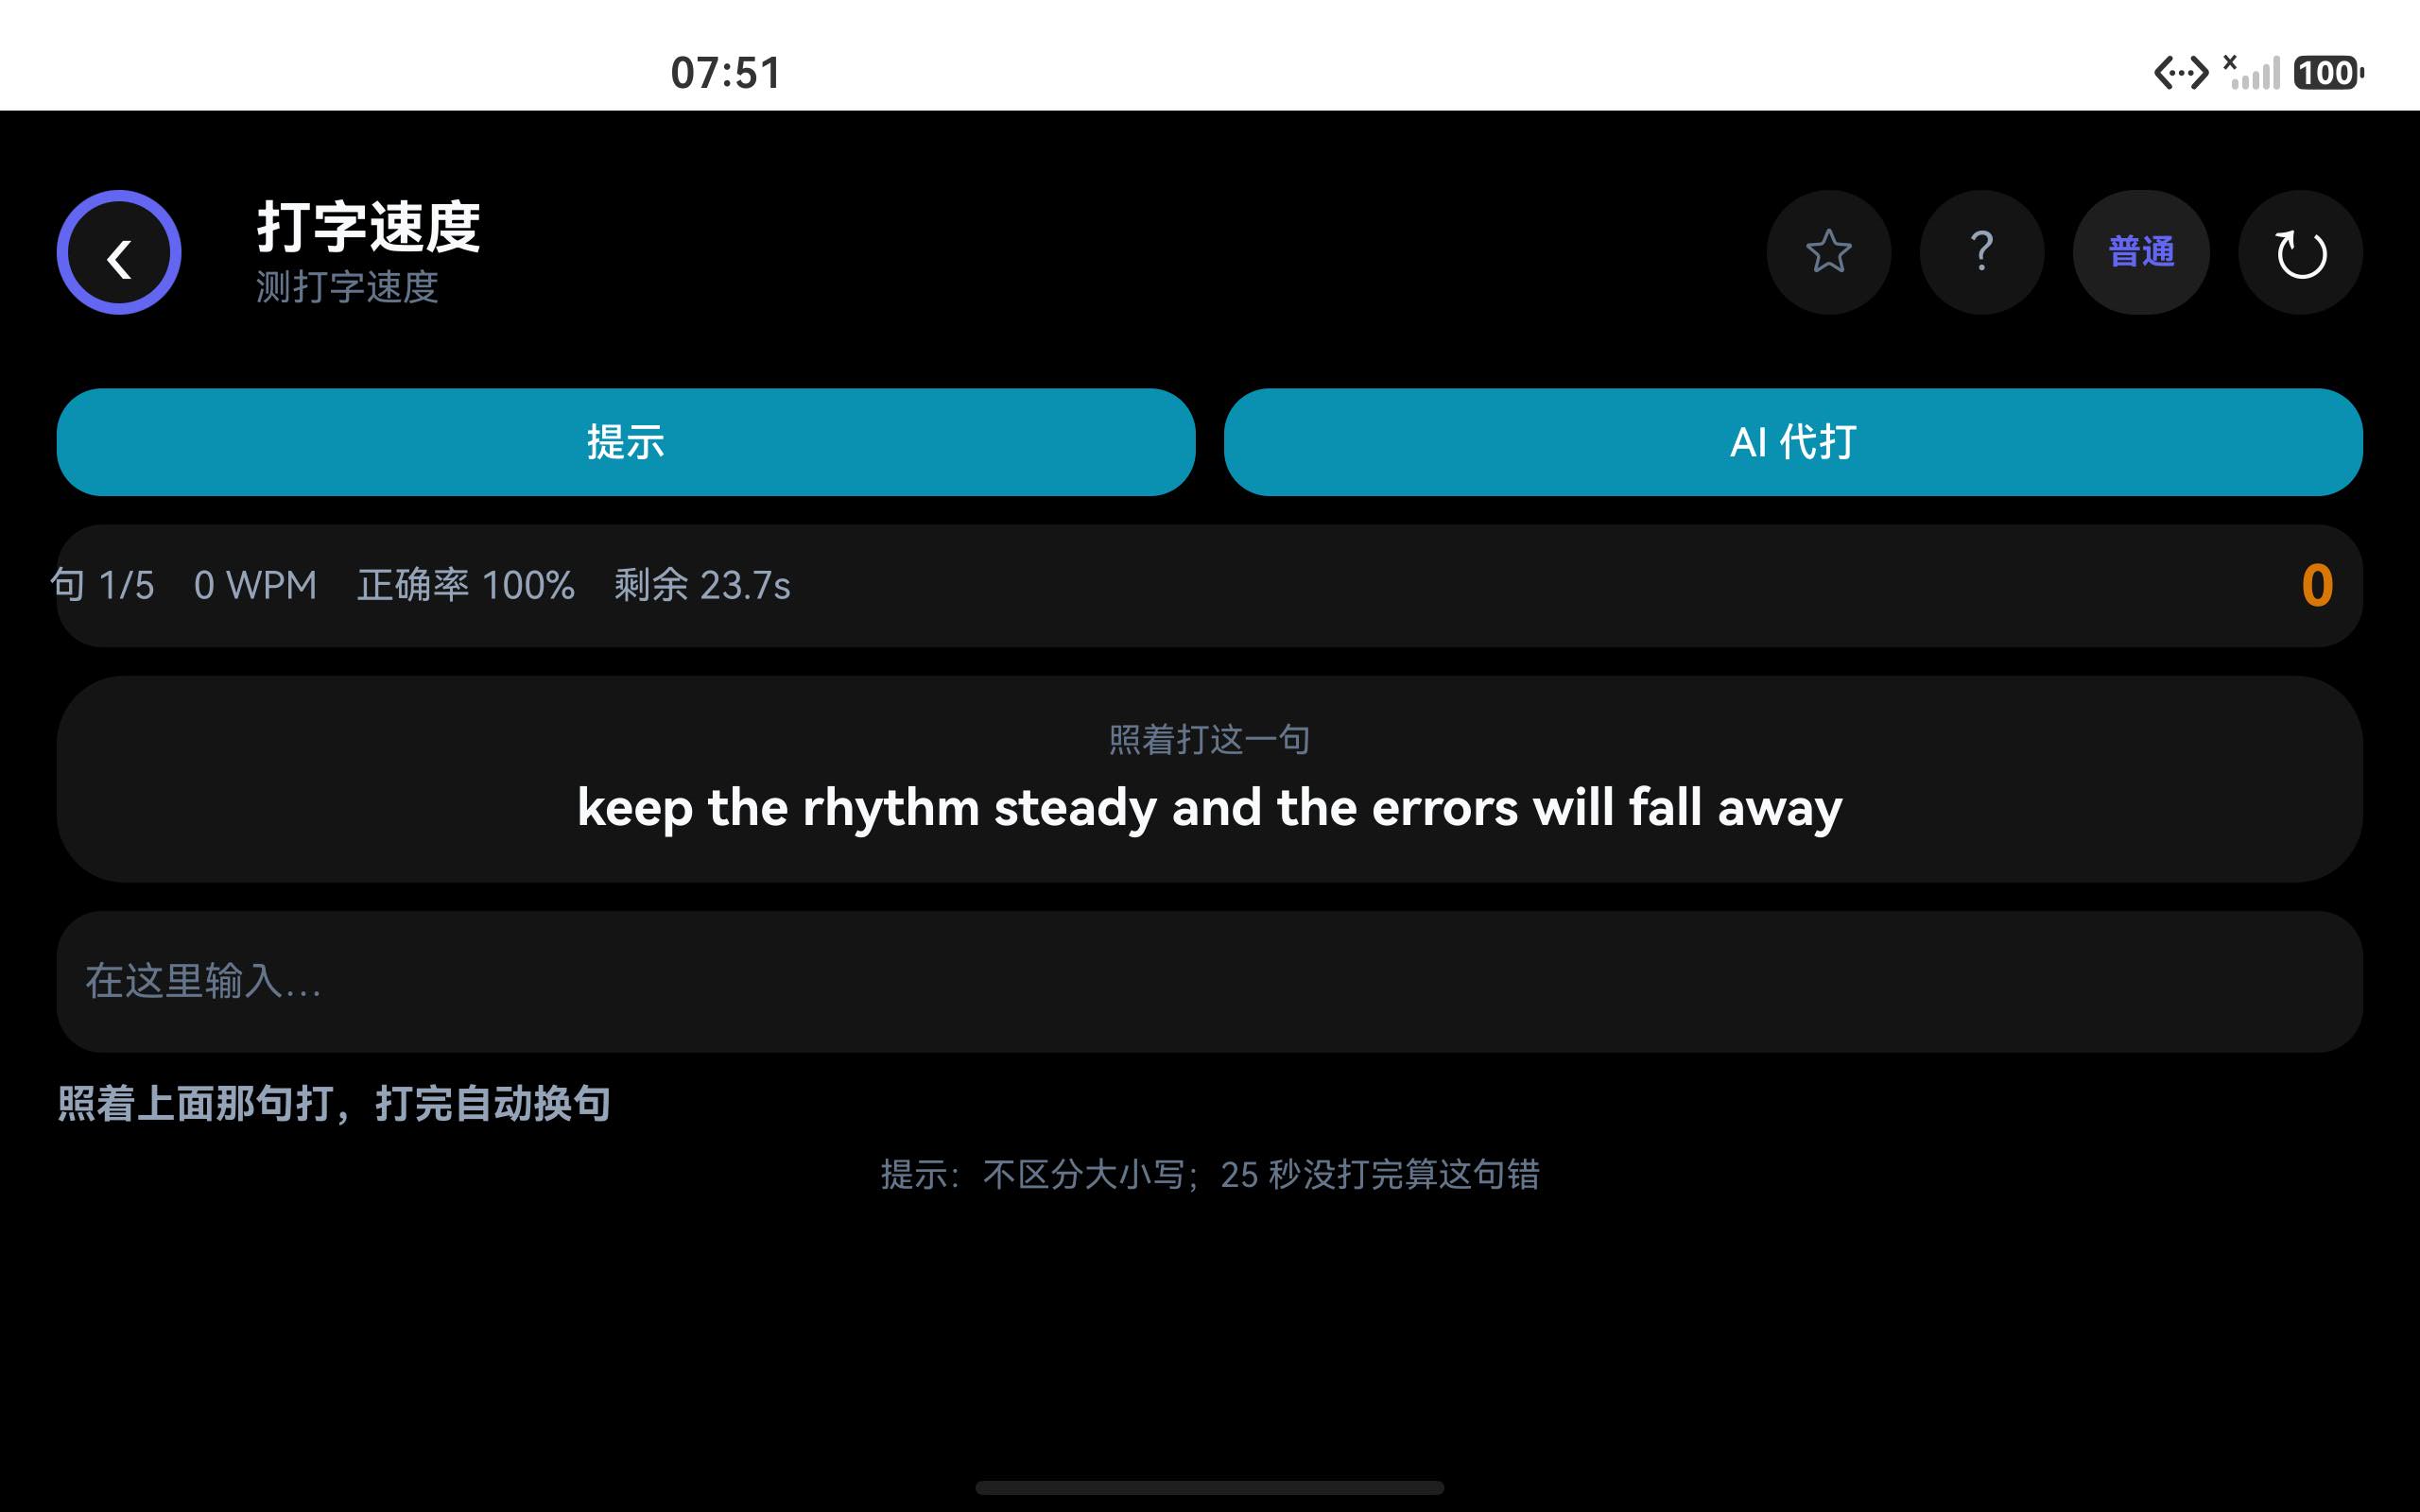 07:51
100
打字速度
测打字速度
?
普通
提示
AI 代打
句 1/5 0 WPM 正确率 100% 剩余 23.7s
0
照着打这一句
keep the rhythm steady and the errors will fall away
在这里输入...
照着上面那句打，打完自动换句
提示：不区分大小写；25 秒没打完算这句错